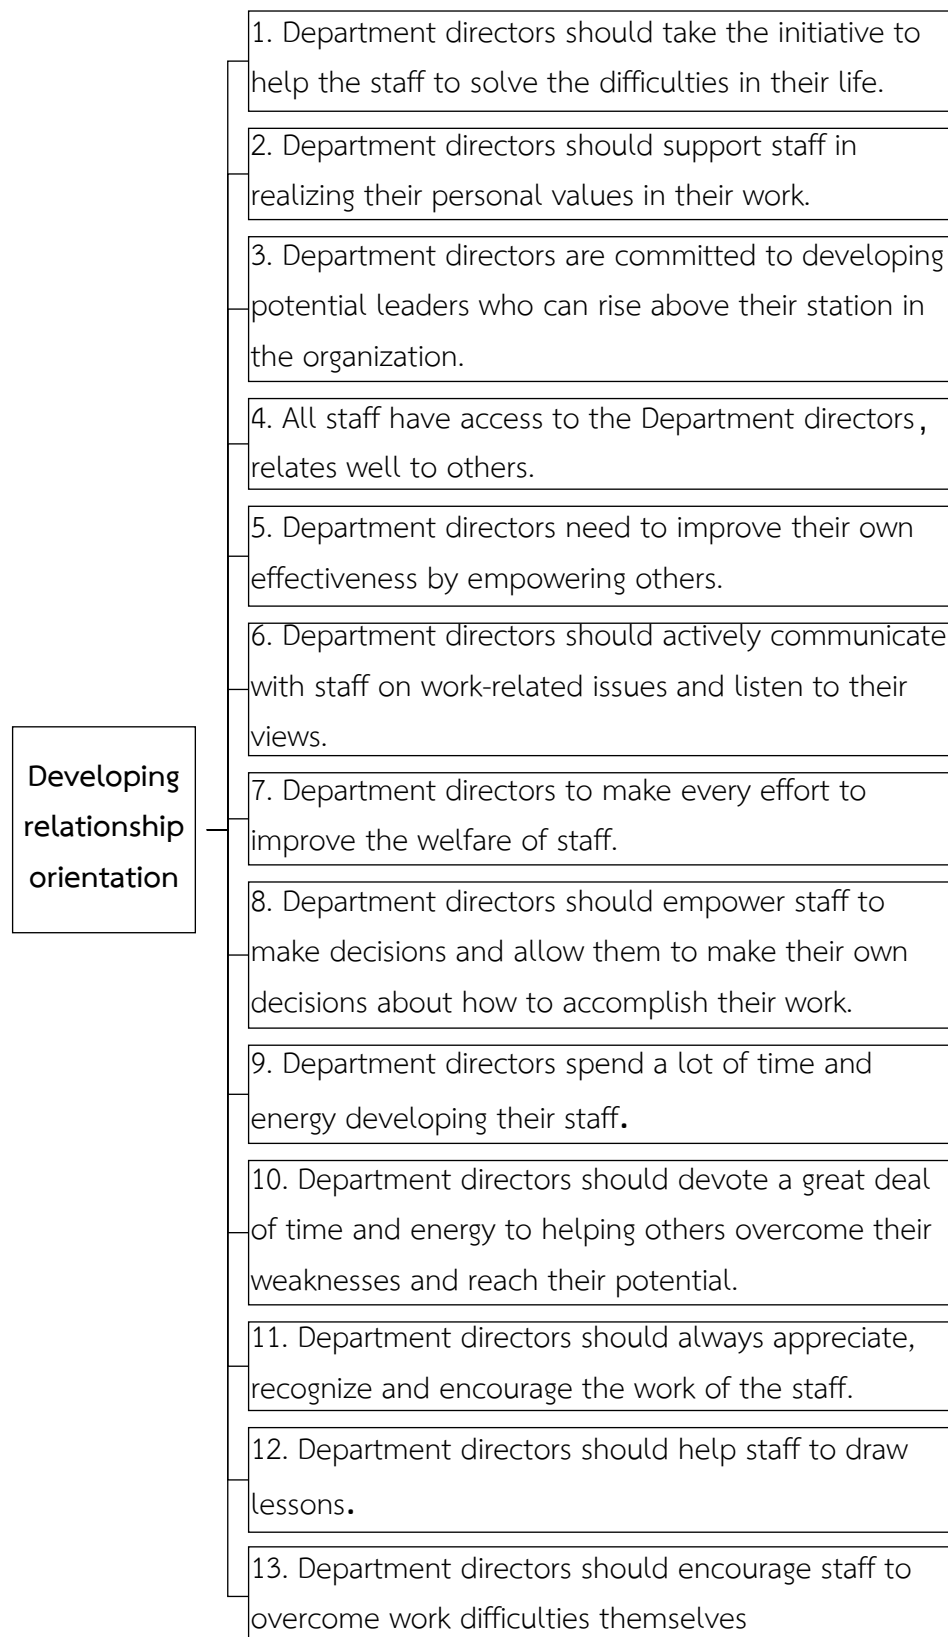 1. Department directors should take the initiative to
help the staff to solve the difficulties in their life.
2. Department directors should support staff in
realizing their personal values in their work.
3. Department directors are committed to developing
potential leaders who can rise above their station in
the organization.
4. All staff have access to the Department directors,
relates well to others.
5. Department directors need to improve their own
effectiveness by empowering others.
6. Department directors should actively communicate
with staff on work-related issues and listen to their
views.
Developing
relationship
orientation
7. Department directors to make every effort to
improve the welfare of staff.
8. Department directors should empower staff to
make decisions and allow them to make their own
decisions about how to accomplish their work.
9. Department directors spend a lot of time and
energy developing their staff.
10. Department directors should devote a great deal
of time and energy to helping others overcome their
weaknesses and reach their potential.
11. Department directors should always appreciate,
recognize and encourage the work of the staff.
12. Department directors should help staff to draw
lessons.
13. Department directors should encourage staff to
overcome work difficulties themselves